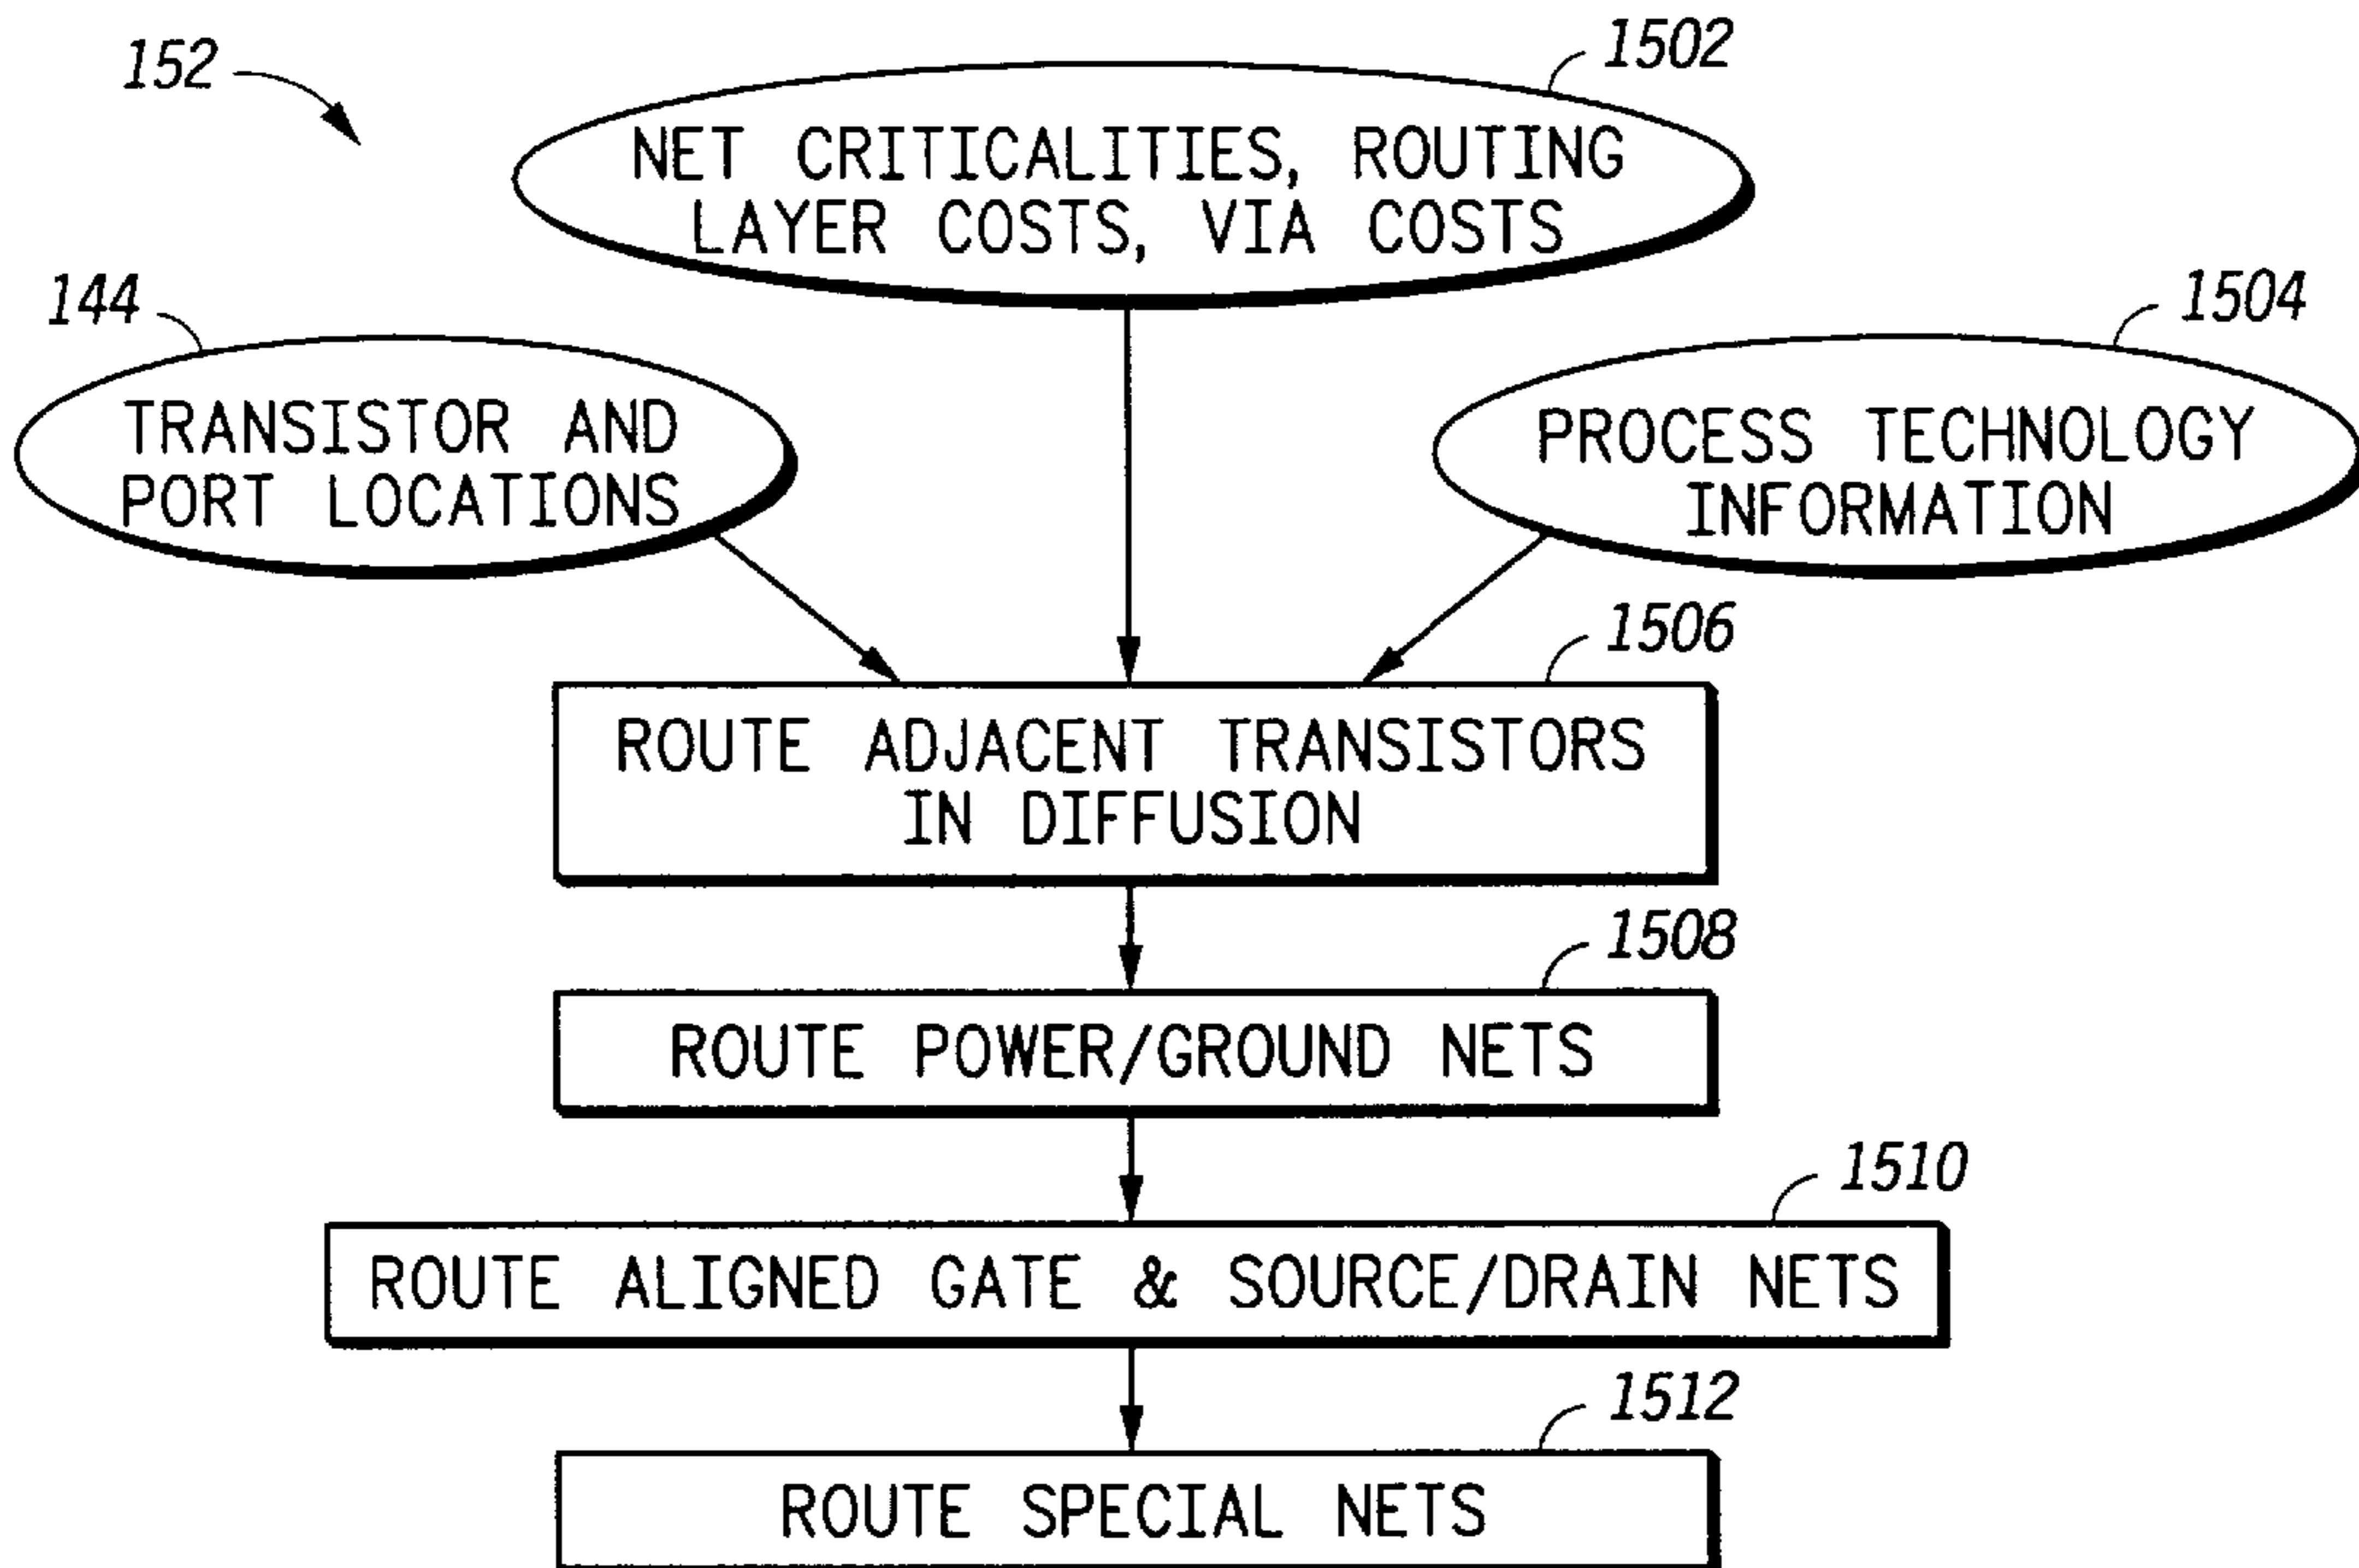 152
1502
NET CRITICALITIES, ROUTING
LAYER COSTS, VIA COSTS
144
TRANSISTOR AND
PORT LOCATIONS
1504
PROCESS TECHNOLOGY
INFORMATION
1506
ROUTE ADJACENT TRANSISTORS
IN DIFFUSION
1508
ROUTE POWER/GROUND NETS
1510
ROUTE ALIGNED GATE & SOURCE/DRAIN NETS
1512
ROUTE SPECIAL NETS